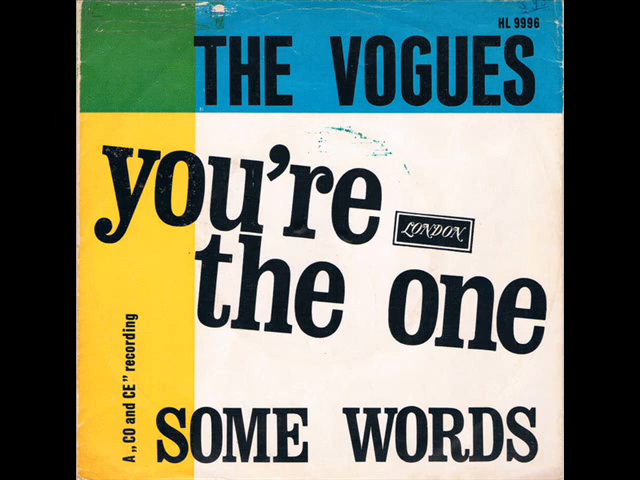 HL 9996
THE VOGUES
you're
LONDON
the one
A „CO and CE" recording
SOME WORDS